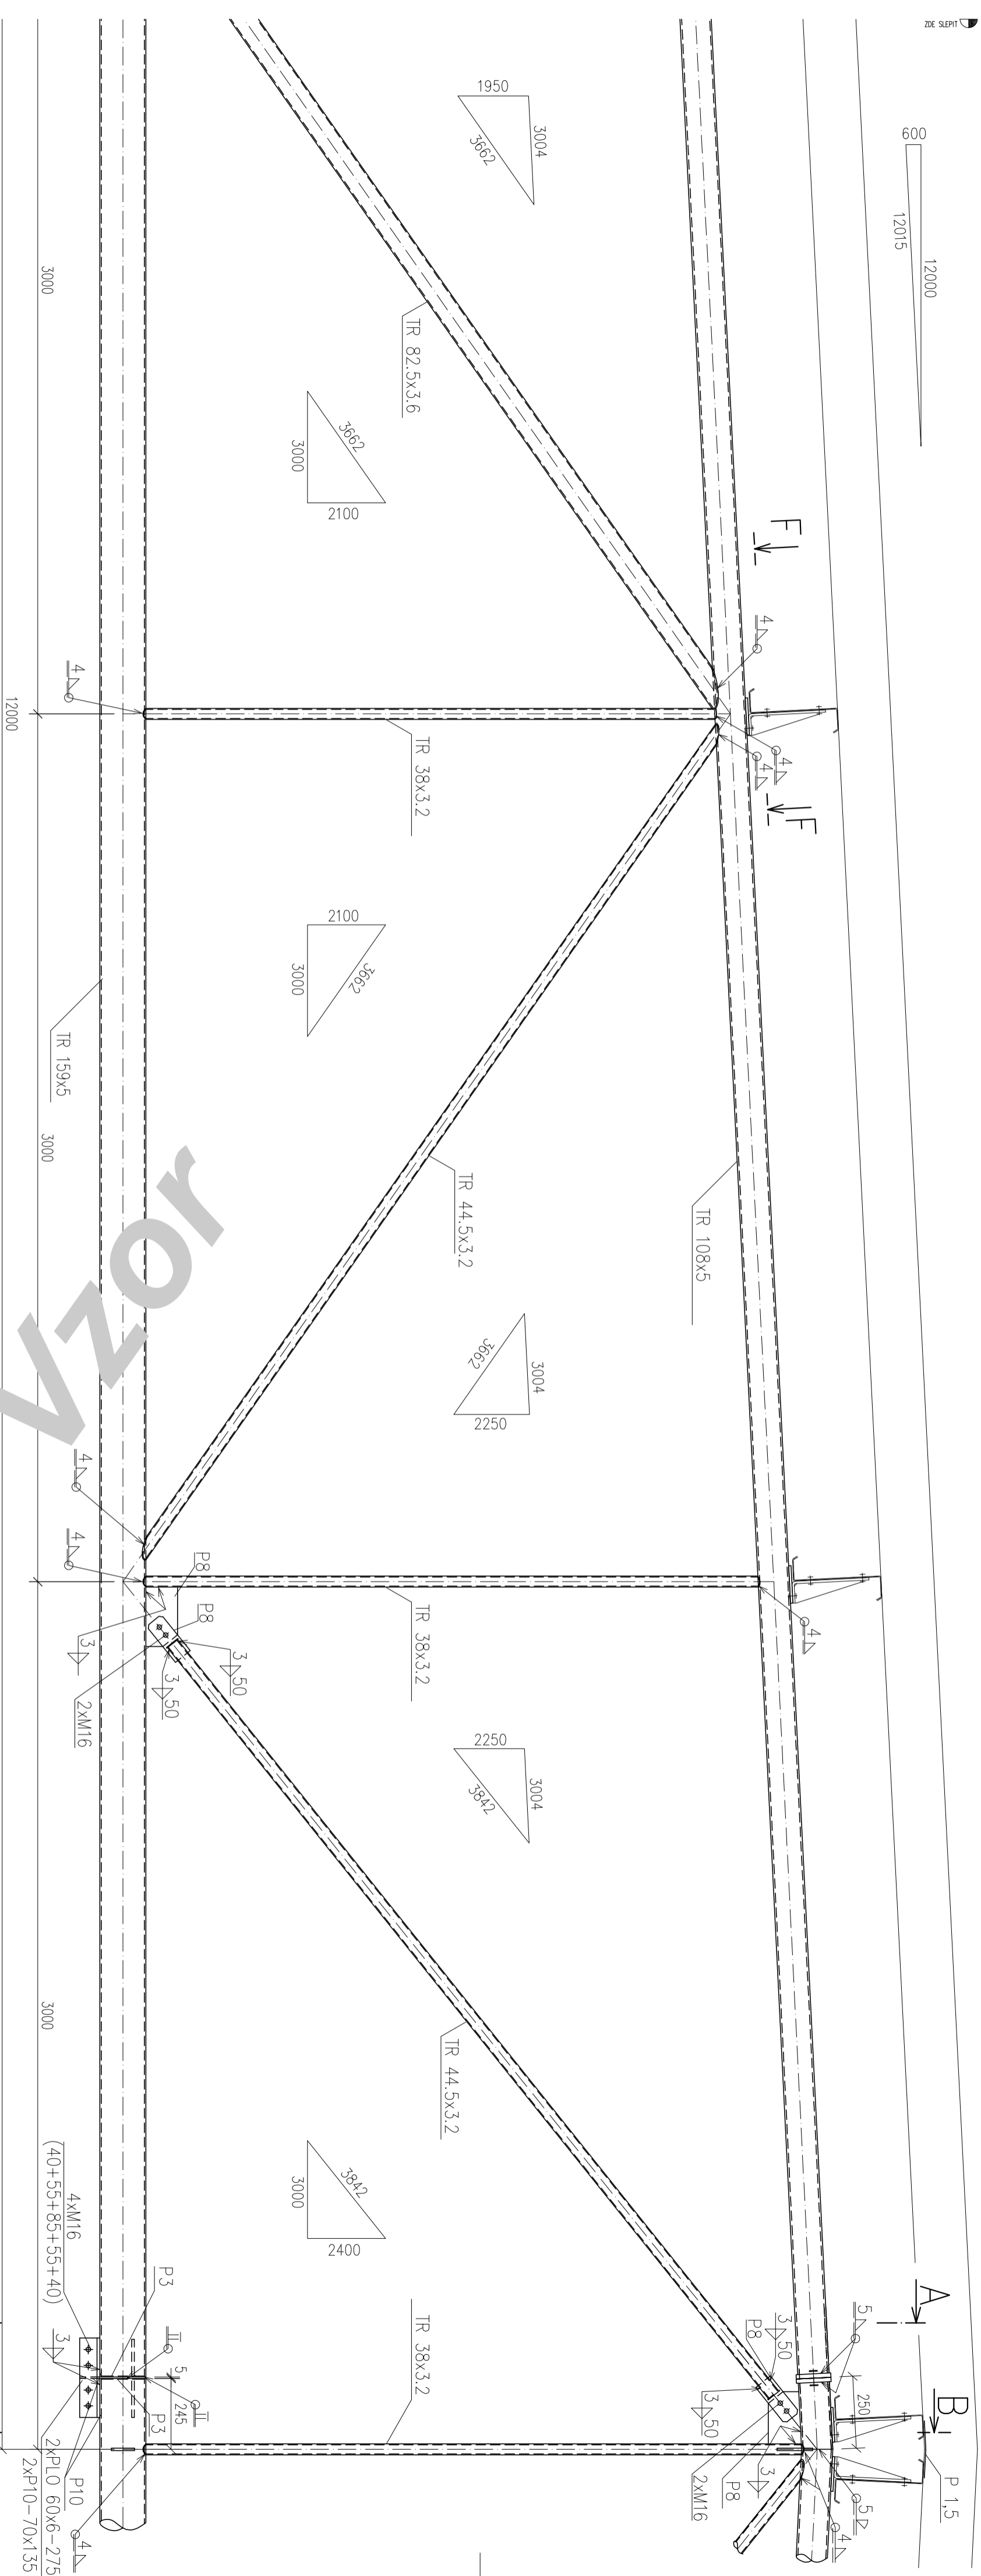 ZDE SLEPIT
600
12000
12015
1950
3004
3662
3000
TR 82.5x3.6
3662
3000
2100
F
4
4
4
4
12000
TR 38x3.2
F
2100
3000
3662
TR 159x5
3000
TR 44.5x3.2
TR 108x5
Vzor
3662
3004
2250
4
4
P8
P8
3
3 50
3 50
2xM16
TR 38x3.2
4
2250
3004
3842
3000
TR 44.5x3.2
3842
3000
2400
4xM16
(40+55+85+55+40)
P3
3
II
5
245
II
P3
P10
2xPLO 60x6-275
2xP10-70x135
4
TR 38x3.2
P8
3 50
3 50
2xM16
P8
3
5
250
A
B
P 1,5
5
4